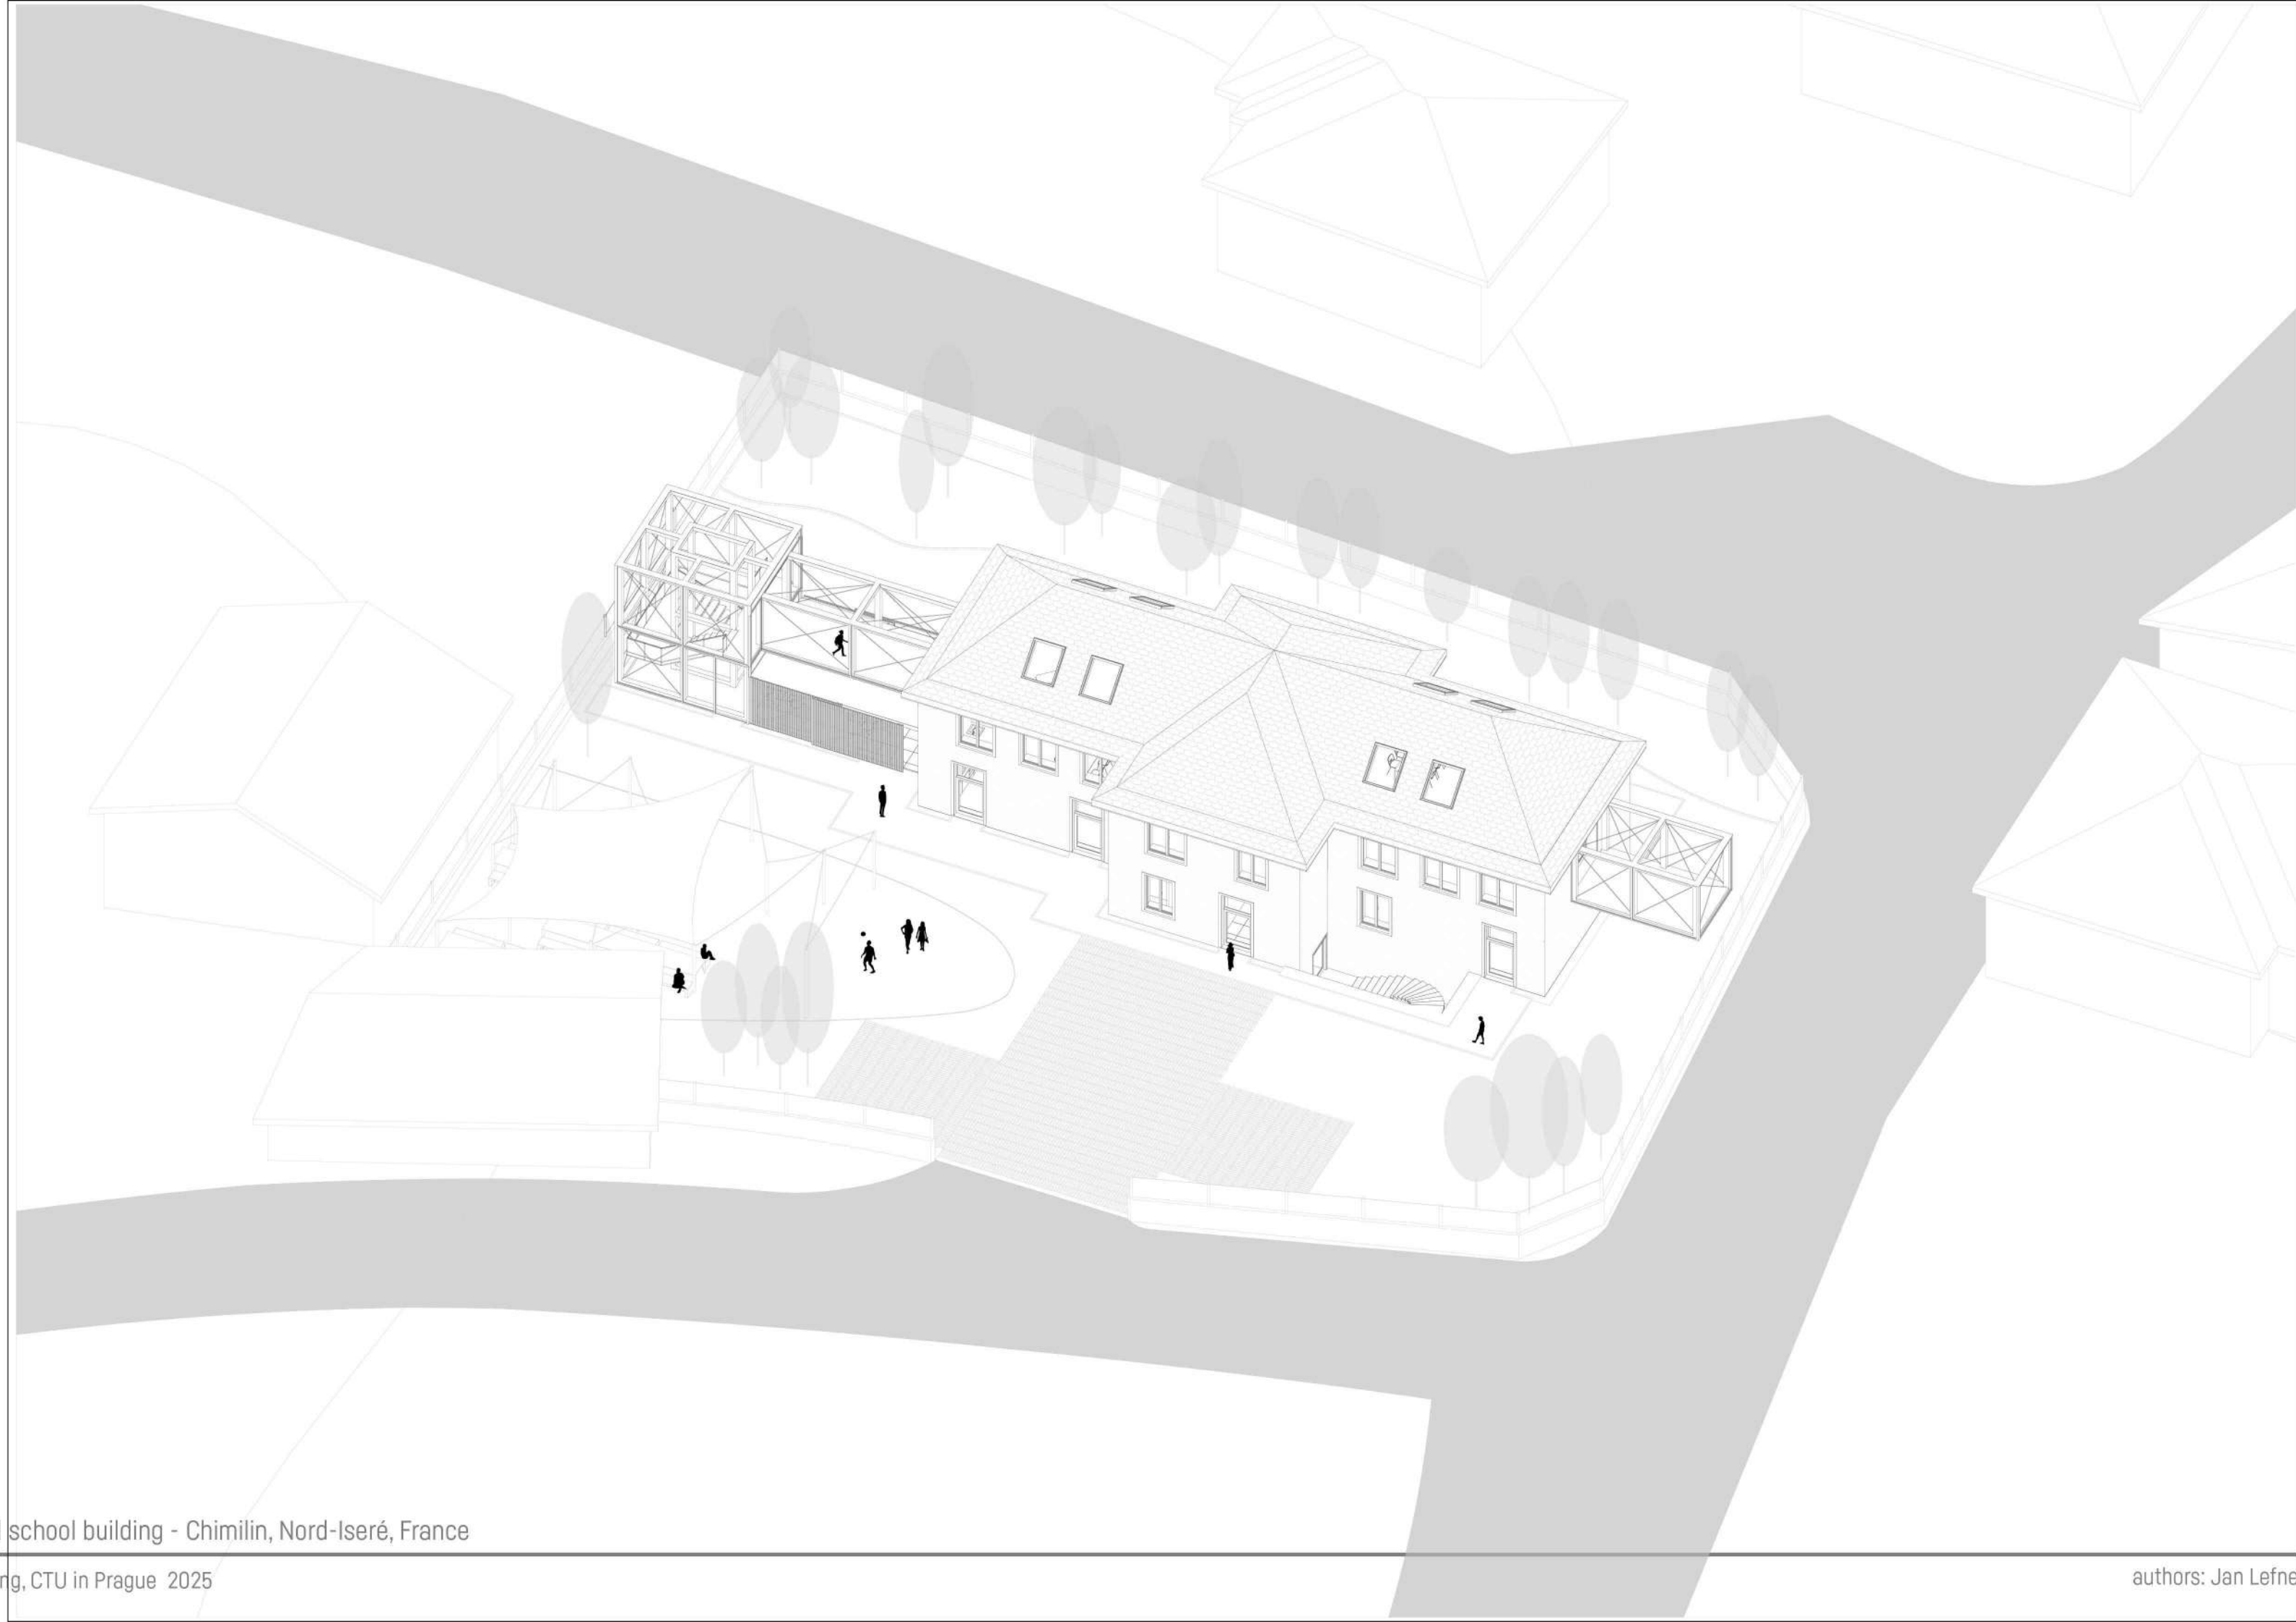 school building - Chimilin, Nord-Iseré, France
ng, CTU in Prague 2025
authors: Jan Lefne